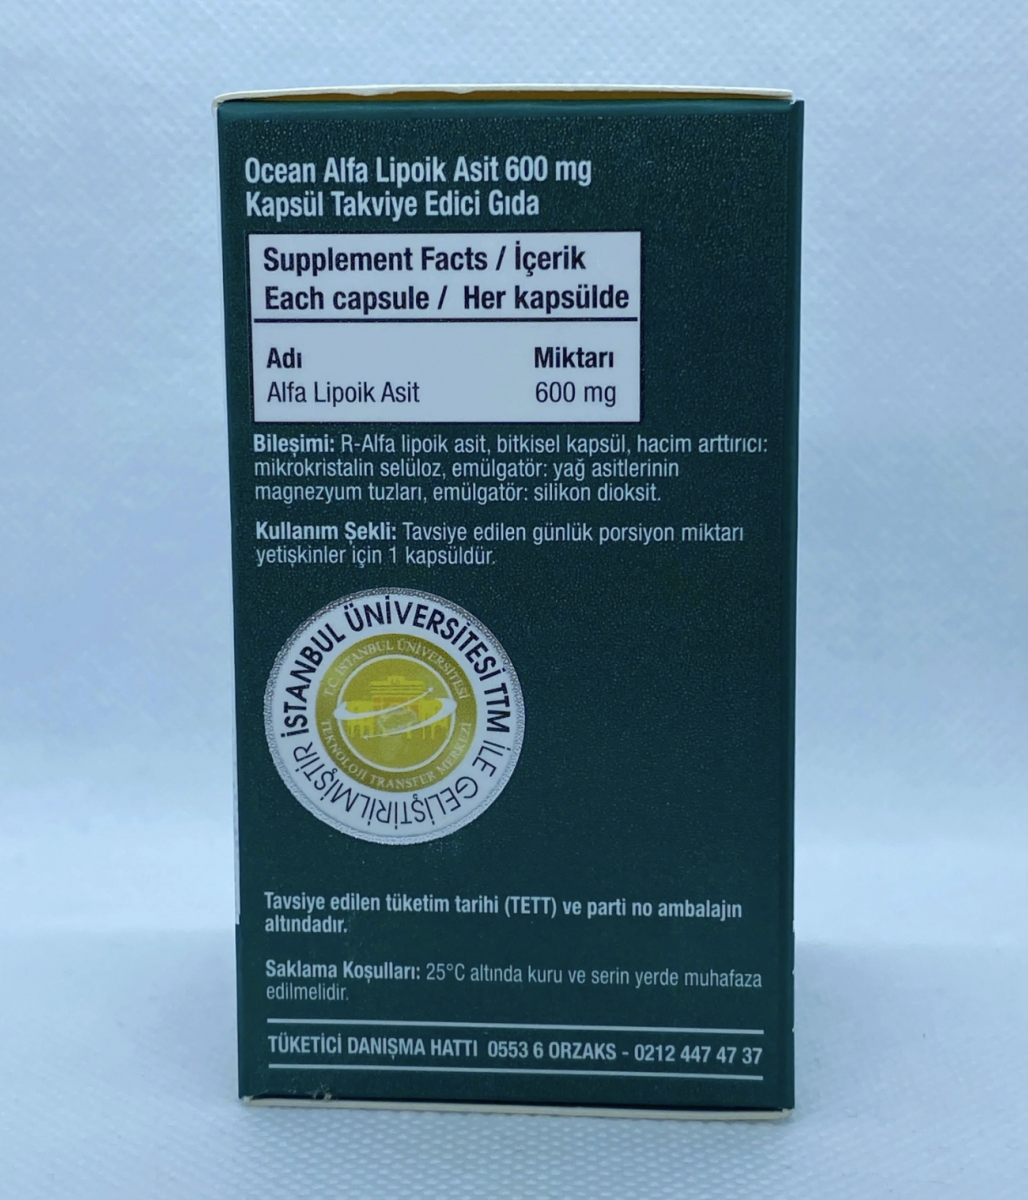 Ocean Alfa Lipoik Asit 600 mg
Kapsül Takviye Edici Gıda
Supplement Facts / İçerik
Each capsule / Her kapsülde
Adı Miktarı
Alfa Lipoik Asit 600 mg
Bileşimi: R-Alfa lipoik asit, bitkisel kapsül, hacim arttırıcı:
mikrokristalin selüloz, emülgatör: yağ asitlerinin
magnezyum tuzları, emülgatör: silikon dioksit.
Kullanım Şekli: Tavsiye edilen günlük porsiyon miktarı
yetişkinler için 1 kapsüldür.
İSTANBUL ÜNİVERSİTESİ TTM İLE GELİŞTİRİLMİŞTİR
T.C. İSTANBUL ÜNİVERSİTESİ
TEKNOLOJİ TRANSFER MERKEZİ
Tavsiye edilen tüketim tarihi (TETT) ve parti no ambalajın
altındadır.
Saklama Koşulları: 25°C altında kuru ve serin yerde muhafaza
edilmelidir.
TÜKETİCİ DANIŞMA HATTI 0553 6 ORZAKS - 0212 447 47 37